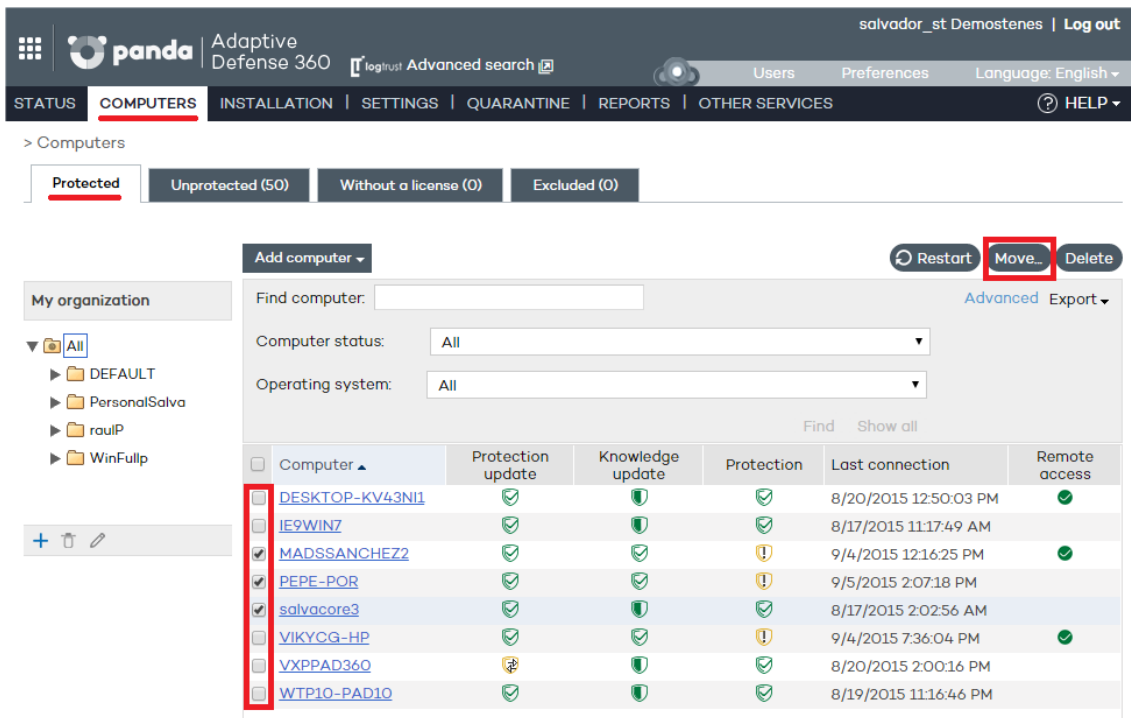 salvador_st Demostenes | Log out
panda | Adaptive Defense 360
logtrust Advanced search
Users Preferences Language: English
STATUS COMPUTERS INSTALLATION | SETTINGS | QUARANTINE | REPORTS | OTHER SERVICES ? HELP
> Computers
Protected Unprotected (50) Without a license (0) Excluded (0)
Add computer Restart Move... Delete
My organization
All
DEFAULT
PersonalSalva
raulP
WinFullp
Find computer: Advanced Export
Computer status: All
Operating system: All
Find Show all
Computer Protection update Knowledge update Protection Last connection Remote access
DESKTOP-KV43NI1 8/20/2015 12:50:03 PM
IE9WIN7 8/17/2015 11:17:49 AM
MADSSANCHEZ2 9/4/2015 12:16:25 PM
PEPE-POR 9/5/2015 2:07:18 PM
salvacore3 8/17/2015 2:02:56 AM
VIKYCG-HP 9/4/2015 7:36:04 PM
VXPPAD360 8/20/2015 2:00:16 PM
WTP10-PAD10 8/19/2015 11:16:46 PM